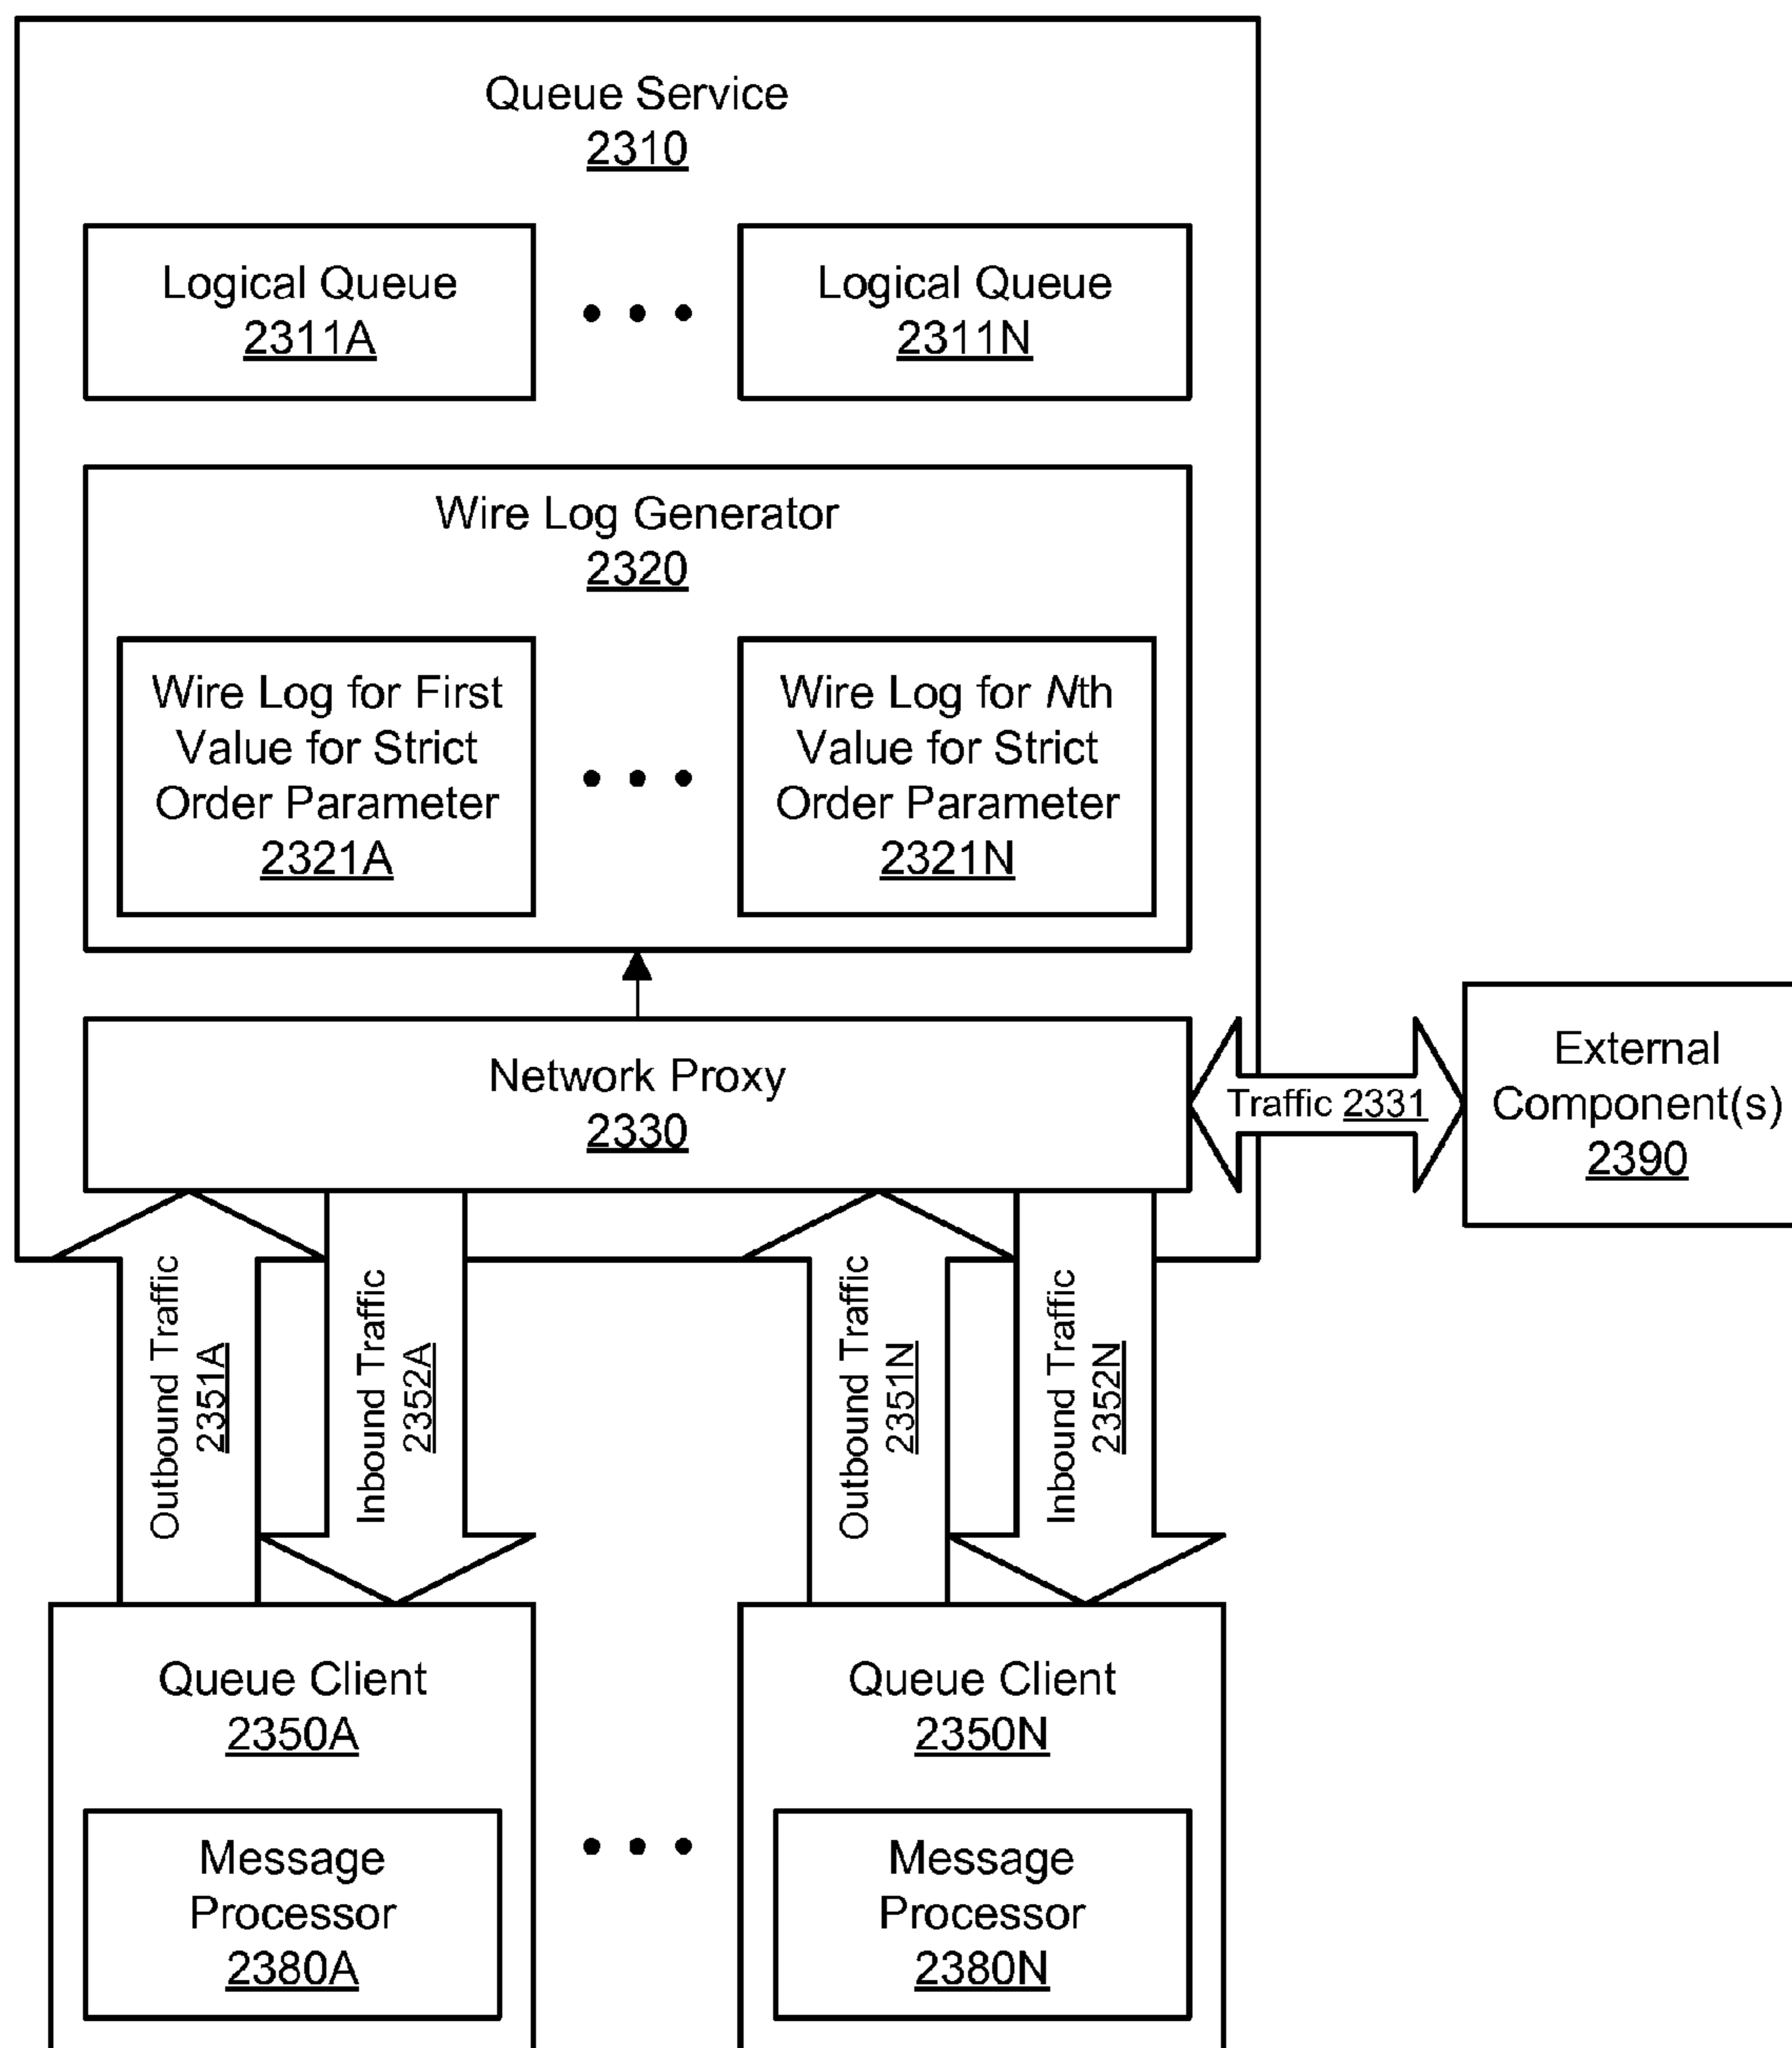 Queue Service
2310
Logical Queue
2311A
Logical Queue
2311N
Wire Log Generator
2320
Wire Log for First
Value for Strict
Order Parameter
2321A
Wire Log for Nth
Value for Strict
Order Parameter
2321N
Network Proxy
2330
Traffic 2331
External
Component(s)
2390
Outbound Traffic
2351A
Inbound Traffic
2352A
Outbound Traffic
2351N
Inbound Traffic
2352N
Queue Client
2350A
Queue Client
2350N
Message
Processor
2380A
Message
Processor
2380N